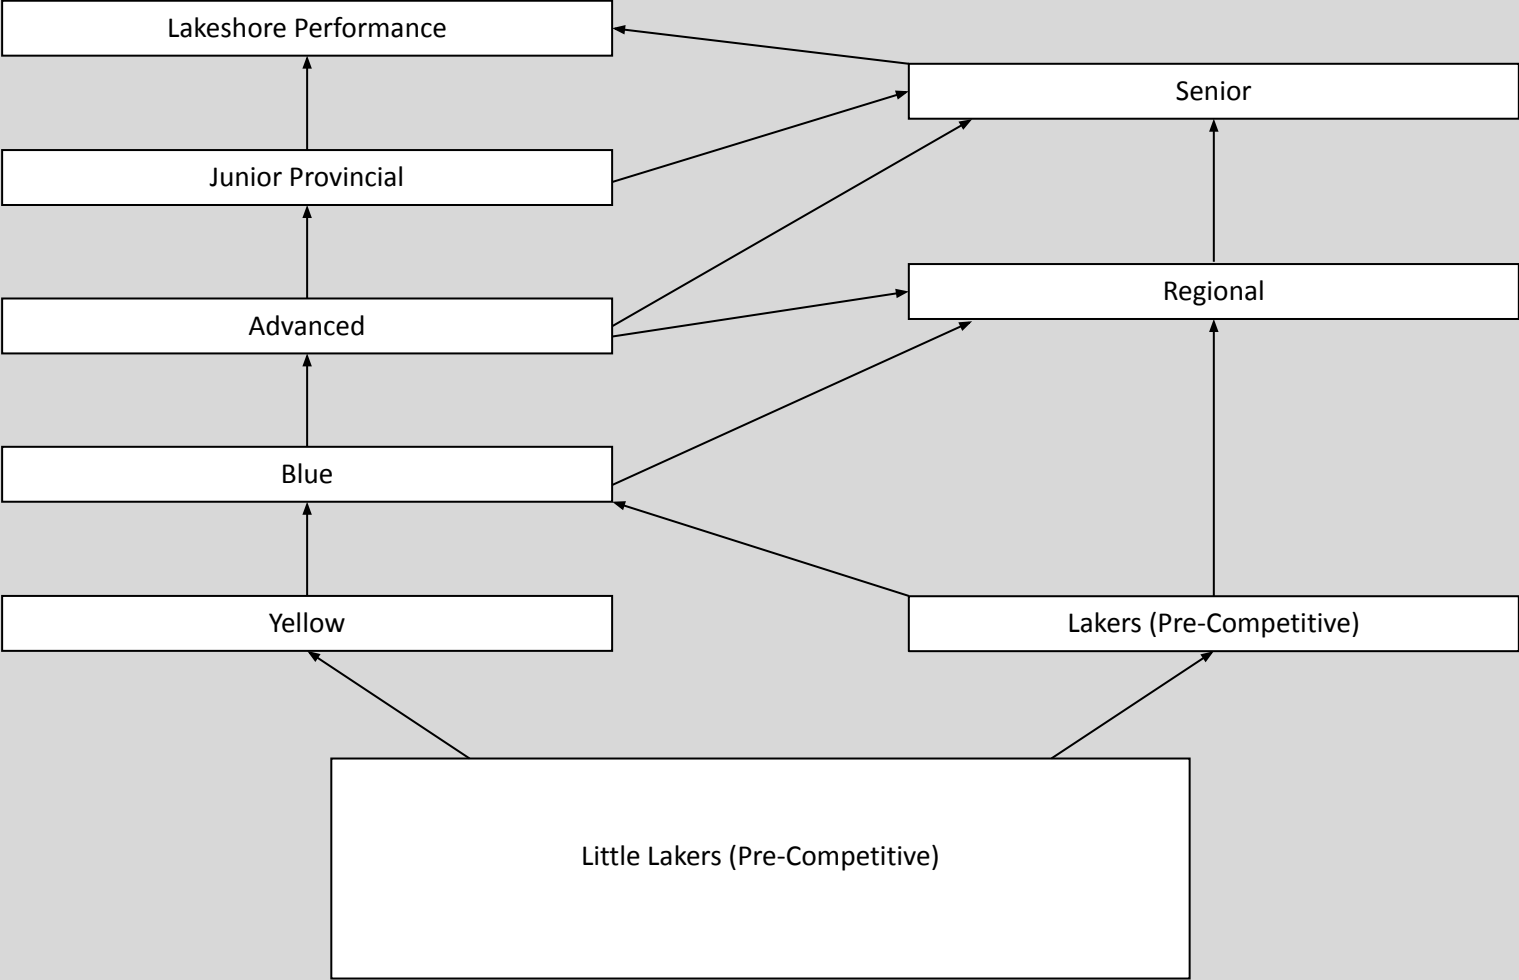 Lakeshore Performance
Senior
Junior Provincial
Regional
Advanced
Blue
Yellow
Lakers (Pre-Competitive)
Little Lakers (Pre-Competitive)